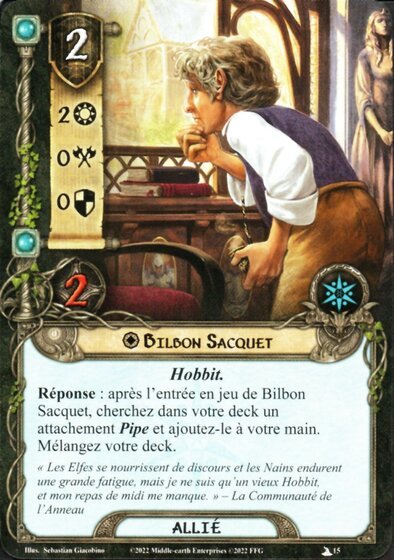 2
2
0
0
2
Bilbon Sacquet
Hobbit.
Réponse : après l'entrée en jeu de Bilbon
Sacquet, cherchez dans votre deck un
attachement Pipe et ajoutez-le à votre main.
Mélangez votre deck.
« Les Elfes se nourrissent de discours et les Nains endurent
une grande fatigue, mais je ne suis qu'un vieux Hobbit,
et mon repas de midi me manque. » – La Communauté de
l'Anneau
Allié
Illus. Sebastian Giacobino ©2022 Middle-earth Enterprises ©2022 FFG 15